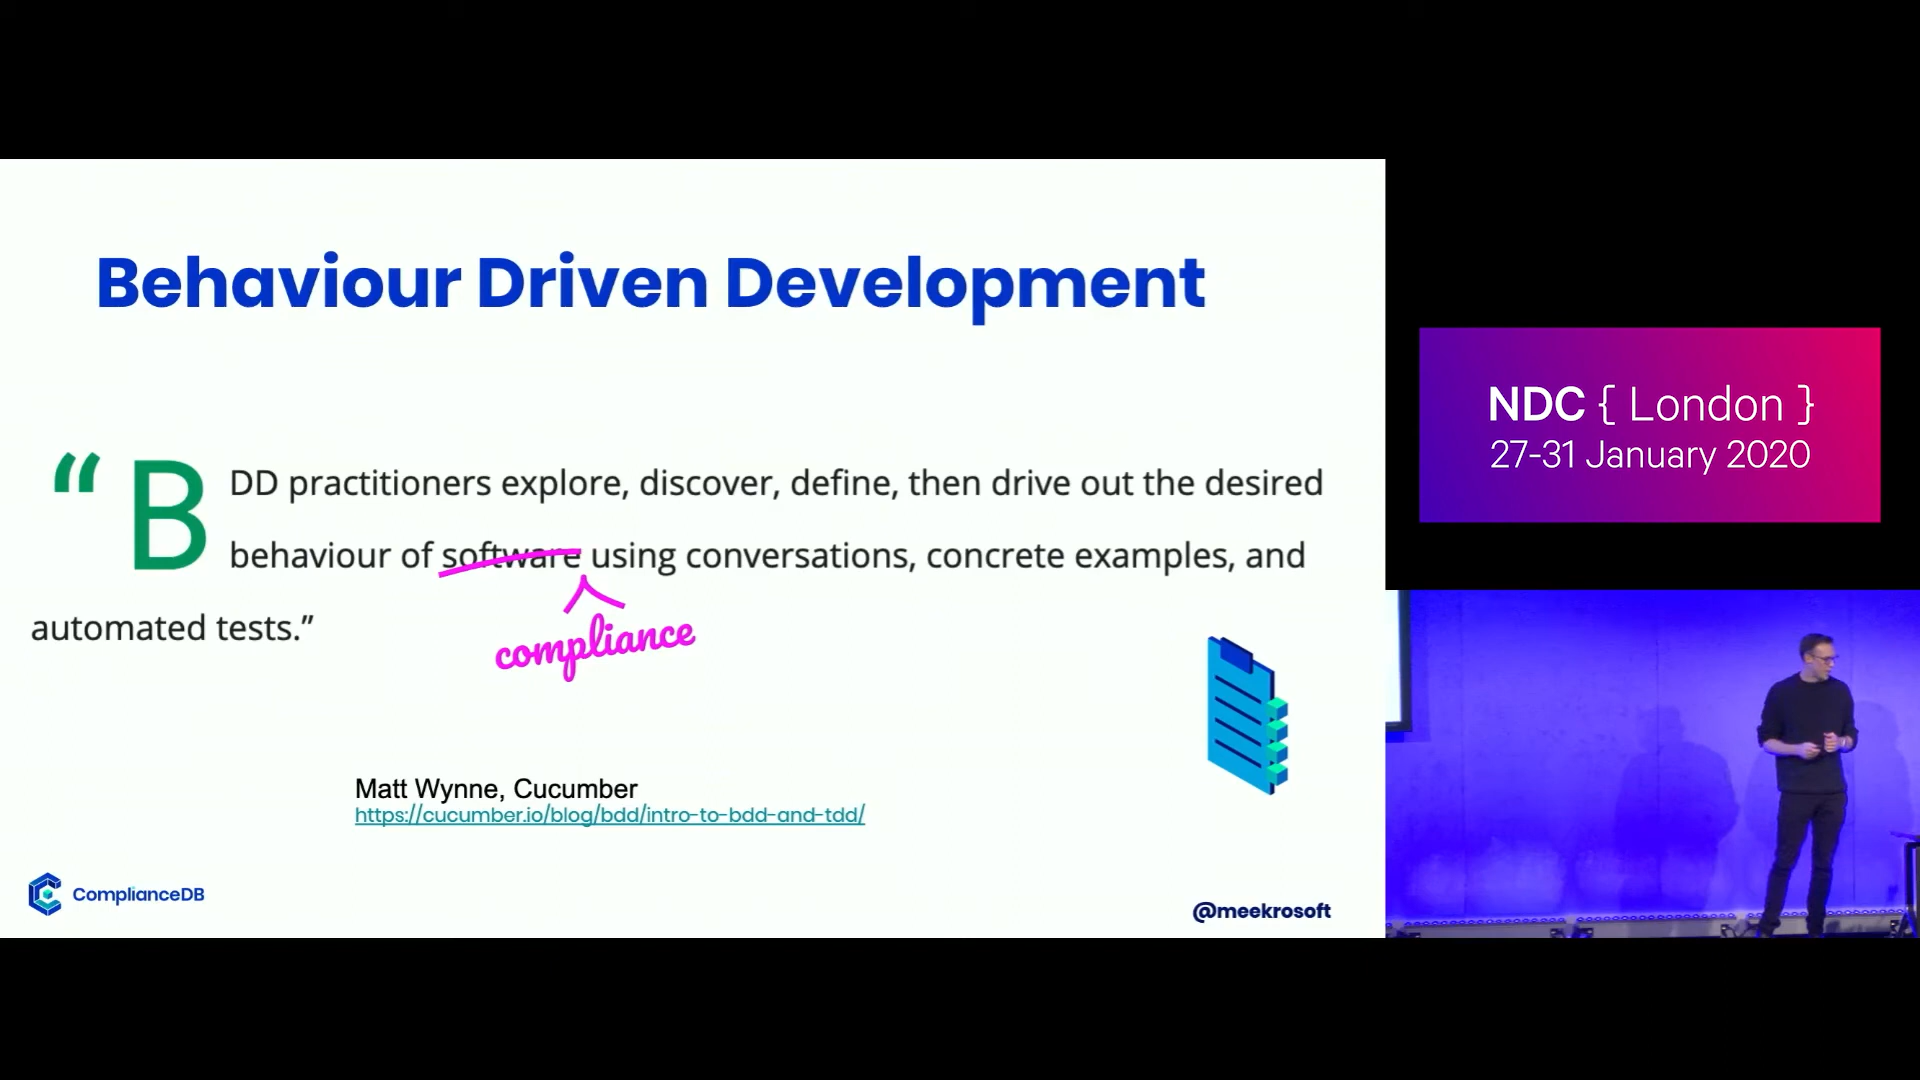 Behaviour Driven Development
“BDD practitioners explore, discover, define, then drive out the desired
behaviour of software using conversations, concrete examples, and
compliance
automated tests.”
Matt Wynne, Cucumber
https://cucumber.io/blog/bdd/intro-to-bdd-and-tdd/
ComplianceDB
@meekrosoft
NDC { London }
27-31 January 2020